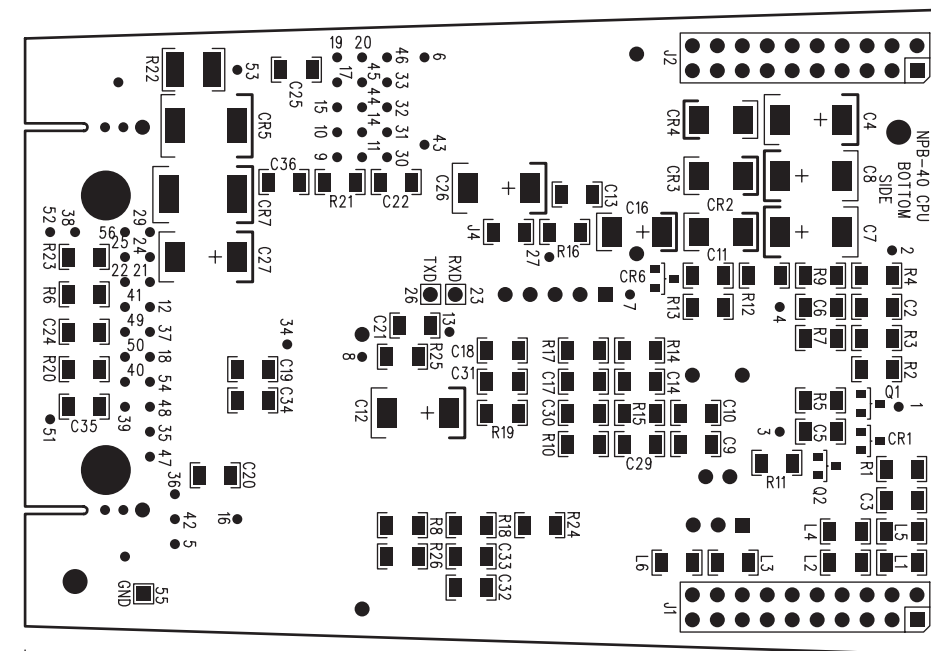 19 20 46 6
R22
53
C25
17 45 33
J2
15 44 32
CR5
14
CR4
C4
10 31
43
NPB-40 CPU
BOTTOM
SIDE
9 11 30
C36
CR3
C8
R21 C22
C26
C13
CR7
CR2
52 38 29
56
J4
R16
C16
C11
C7
25 24
R23
C27
27
2
22 21
TXD RXD
26 23
CR6
R13
R12
R9
R4
R6
41
12
7
4
C6
C2
C24
49
37
34
C21
13
R7
R3
50
18
8
R25
C18
R17
R14
R20
40
54
C19
C31
C17
C14
R2
C34
C12
Q1
C35
51
39
48
R19
C30
R15
C10
R5
1
35
R10
C29
C9
3
C5
CR1
47
36
C20
R11
Q2
R1
C3
42
16
R8
R18
R24
L4
L5
5
R26
C33
L6
L3
L2
L1
GND
55
C32
J1